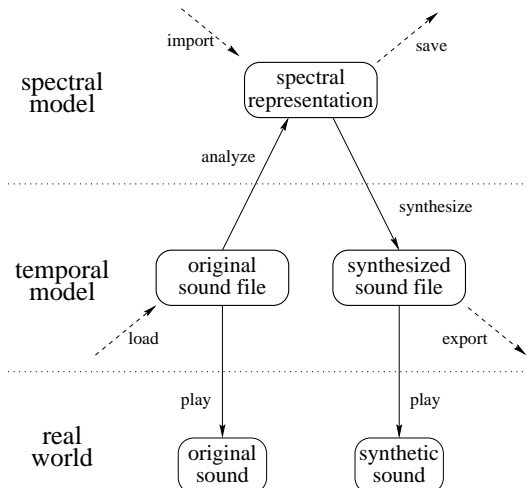 import
save
spectral
model
spectral
representation
analyze
synthesize
temporal
model
original
sound file
synthesized
sound file
load
export
play
play
real
world
original
sound
synthetic
sound